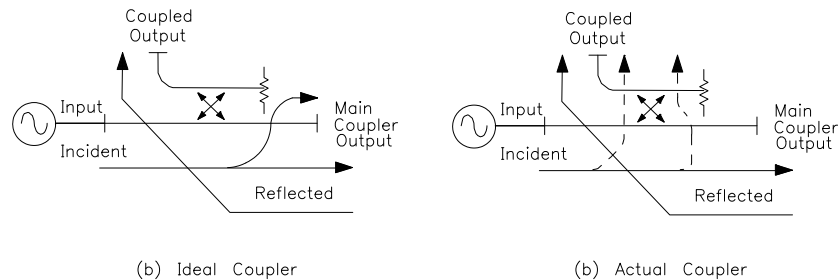 Coupled
Output
Input
Incident
Main
Coupler
Output
Reflected
(b) Ideal Coupler
Coupled
Output
Input
Incident
Main
Coupler
Output
Reflected
(b) Actual Coupler